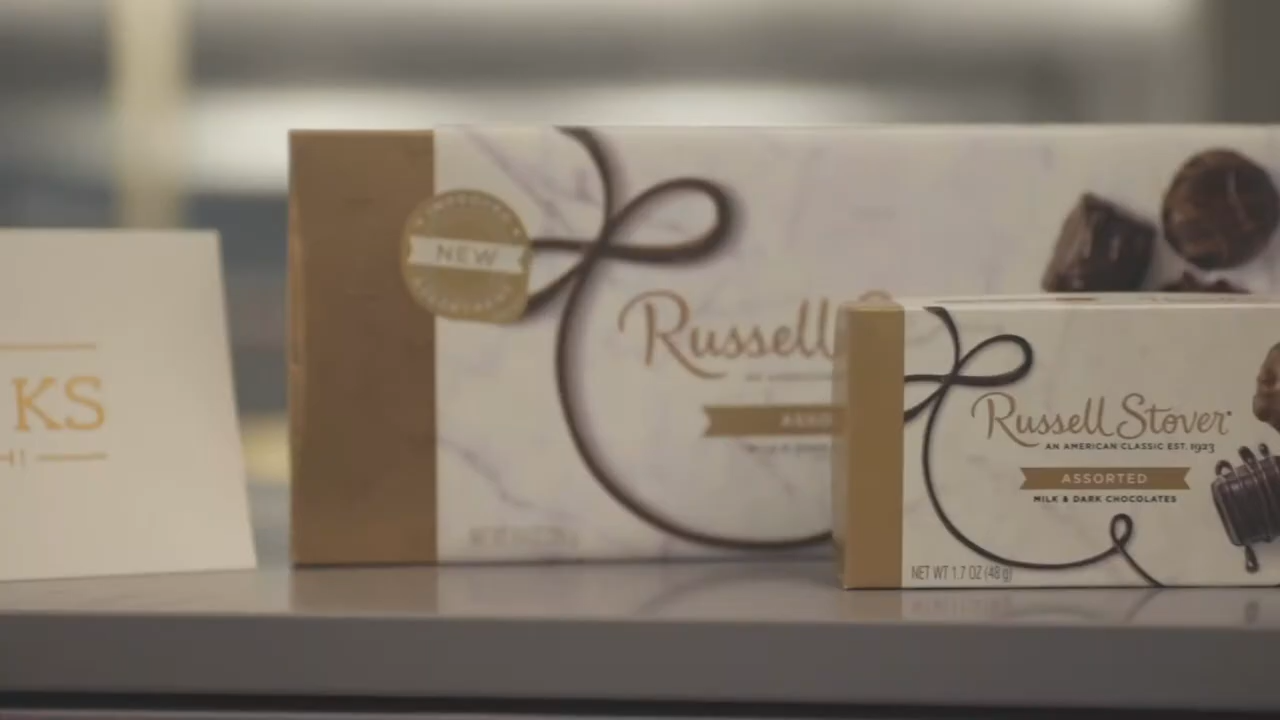 KS
NEW
Russell
ASSO
Russell Stover
AN AMERICAN CLASSIC EST. 1923
ASSORTED
MILK & DARK CHOCOLATES
NET WT 1.7 OZ (48 g)